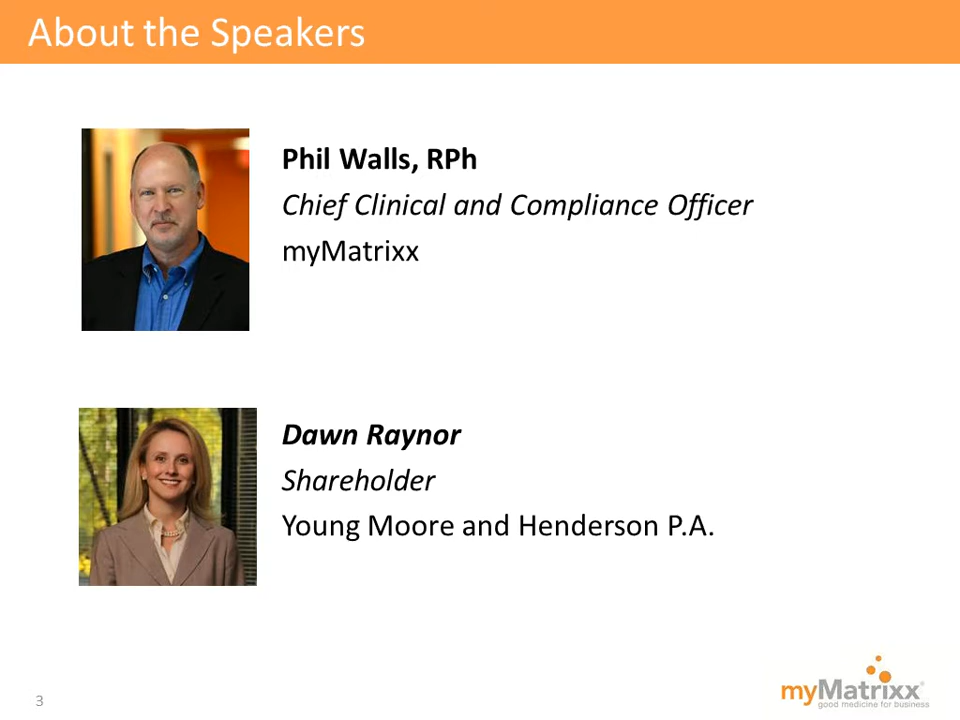 About the Speakers
Phil Walls, RPh
Chief Clinical and Compliance Officer
myMatrixx
Dawn Raynor
Shareholder
Young Moore and Henderson P.A.
3
myMatrixx®
good medicine for business